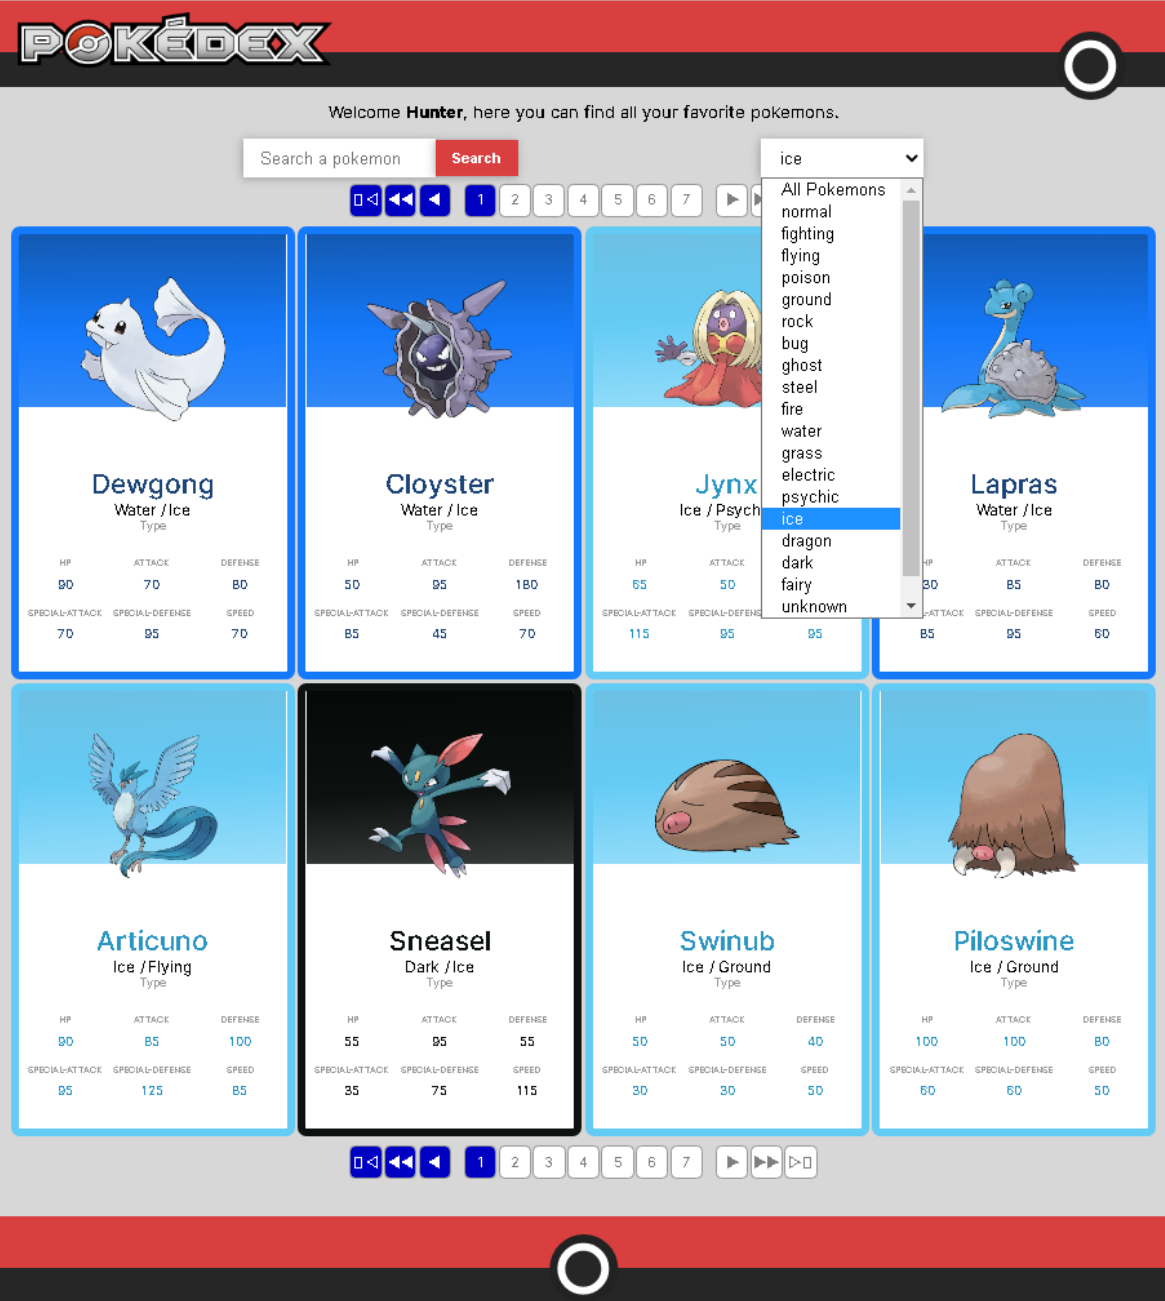 POKÉDEX
Welcome Hunter, here you can find all your favorite pokemons.
Search a pokemon
Search
ice
1 2 3 4 5 6 7
All Pokemons
normal
fighting
flying
poison
ground
rock
bug
ghost
steel
fire
water
grass
electric
psychic
ice
dragon
dark
fairy
unknown
Dewgong
Water / Ice
Type
HP ATTACK DEFENSE
90 70 80
SPECIAL-ATTACK SPECIAL-DEFENSE SPEED
70 95 70
Cloyster
Water / Ice
Type
HP ATTACK DEFENSE
50 95 180
SPECIAL-ATTACK SPECIAL-DEFENSE SPEED
85 45 70
Jynx
Ice / Psych
Type
HP ATTACK
65 50
SPECIAL-ATTACK SPECIAL-DEFENS
115 95 95
Lapras
Water / Ice
Type
HP ATTACK DEFENSE
30 85 80
-ATTACK SPECIAL-DEFENSE SPEED
85 95 60
Articuno
Ice / Flying
Type
HP ATTACK DEFENSE
90 85 100
SPECIAL-ATTACK SPECIAL-DEFENSE SPEED
95 125 85
Sneasel
Dark / Ice
Type
HP ATTACK DEFENSE
55 95 55
SPECIAL-ATTACK SPECIAL-DEFENSE SPEED
35 75 115
Swinub
Ice / Ground
Type
HP ATTACK DEFENSE
50 50 40
SPECIAL-ATTACK SPECIAL-DEFENSE SPEED
30 30 50
Piloswine
Ice / Ground
Type
HP ATTACK DEFENSE
100 100 80
SPECIAL-ATTACK SPECIAL-DEFENSE SPEED
60 60 50
1 2 3 4 5 6 7